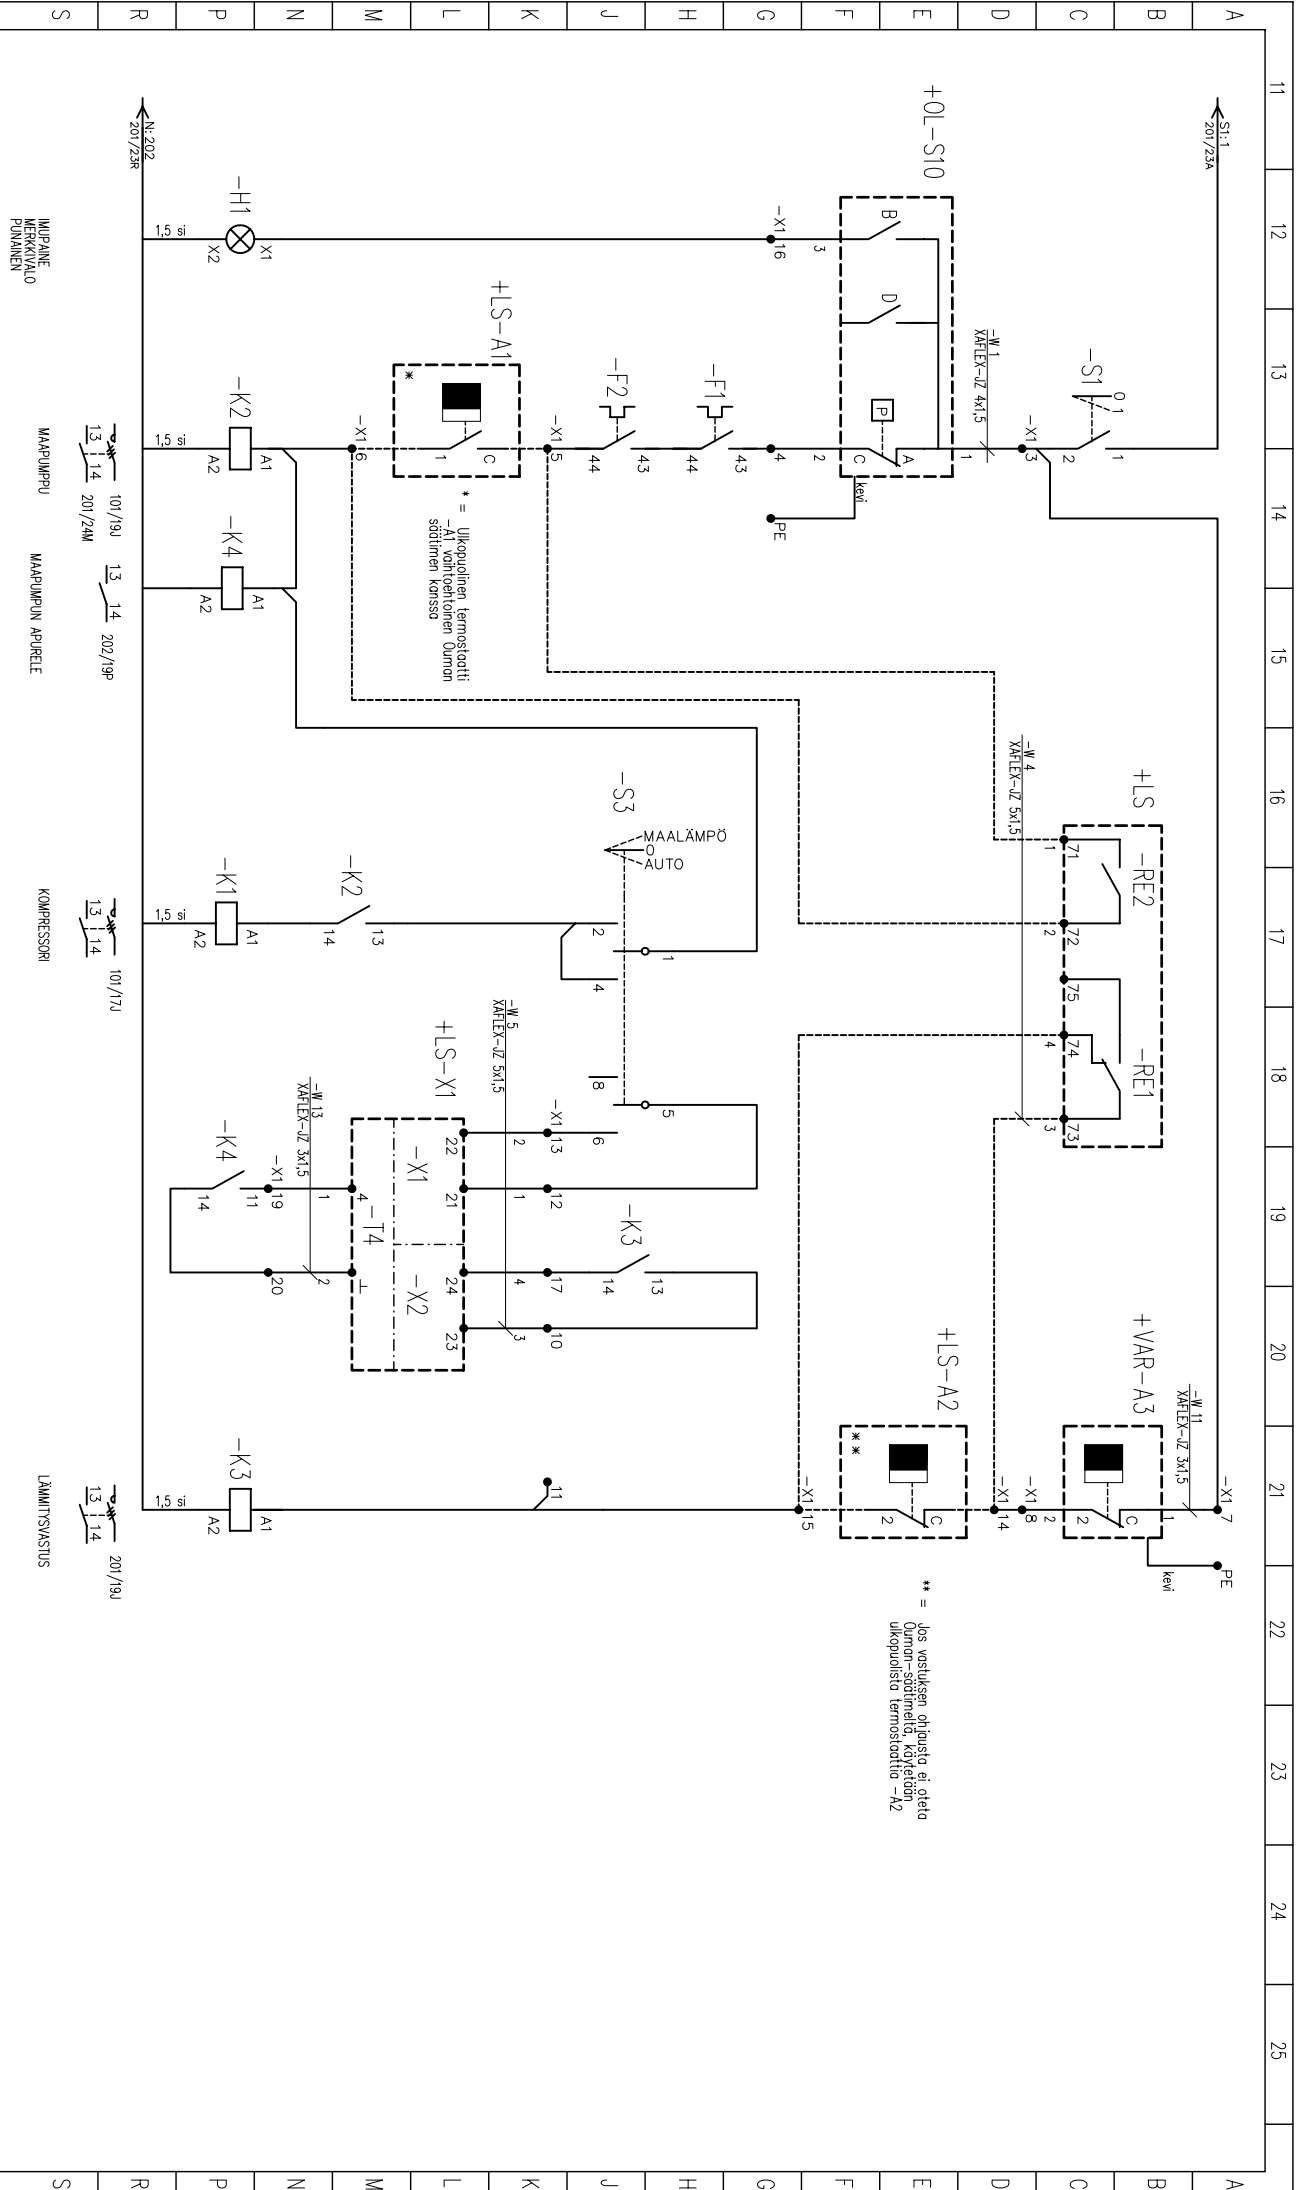 11 12 13 14 15 16 17 18 19 20 21 22 23 24 25
A A
B B
C C
D D
E E
F F
G G
H H
J J
K K
L L
M M
N N
P P
R R
S S
S1:1
201/23A
-S1
0 1
1
2
-X1 3
-W 1
XAFLEX-JZ 4x1,5
1
+OL-S10
B
D
P
A
C
3
2
kevi
PE
-X1 16
4
-F1
43
44
-F2
43
44
-X1 5
+LS-A1
C
1
*
* = Ulkopuolinen termostaatti
-A1 vaihtoehtoinen Ouman
säätimen kanssa
-X1 6
-H1
X1
X2
1,5 si
-K2
A1
A2
1,5 si
-K4
A1
A2
N:202
201/23R
IMUPAINE
MERKKIVALO
PUNAINEN
13 14
101/19J
201/24M
MAAPUMPPU
13 14
202/19P
MAAPUMPUN APURELE
+LS
-RE2
-RE1
71
72
75
74
73
1
2
4
3
-W 4
XAFLEX-JZ 5x1,5
-S3
MAALÄMPÖ
0
AUTO
1
2
4
5
8
6
-K2
13
14
-K1
A1
A2
1,5 si
13 14
101/17J
KOMPRESSORI
-X1 13
12
17
10
-W 5
XAFLEX-JZ 5x1,5
2
1
4
3
-K3
13
14
+LS-X1
22
21
24
23
-X1
-X2
-T4
4
⊥
-W 13
XAFLEX-JZ 3x1,5
1
2
-X1 19
20
-K4
11
14
-X1 7
PE
-W 11
XAFLEX-JZ 3x1,5
+VAR-A3
1
kevi
C
2
2
-X1 8
14
+LS-A2
C
2
**
** = Jos vastuksen ohjausta ei oteta
Ouman-säätimeltä, käytetään
ulkopuolista termostaattia -A2
-X1 15
11
-K3
A1
A2
1,5 si
13 14
201/19J
LÄMMITYSVASTUS